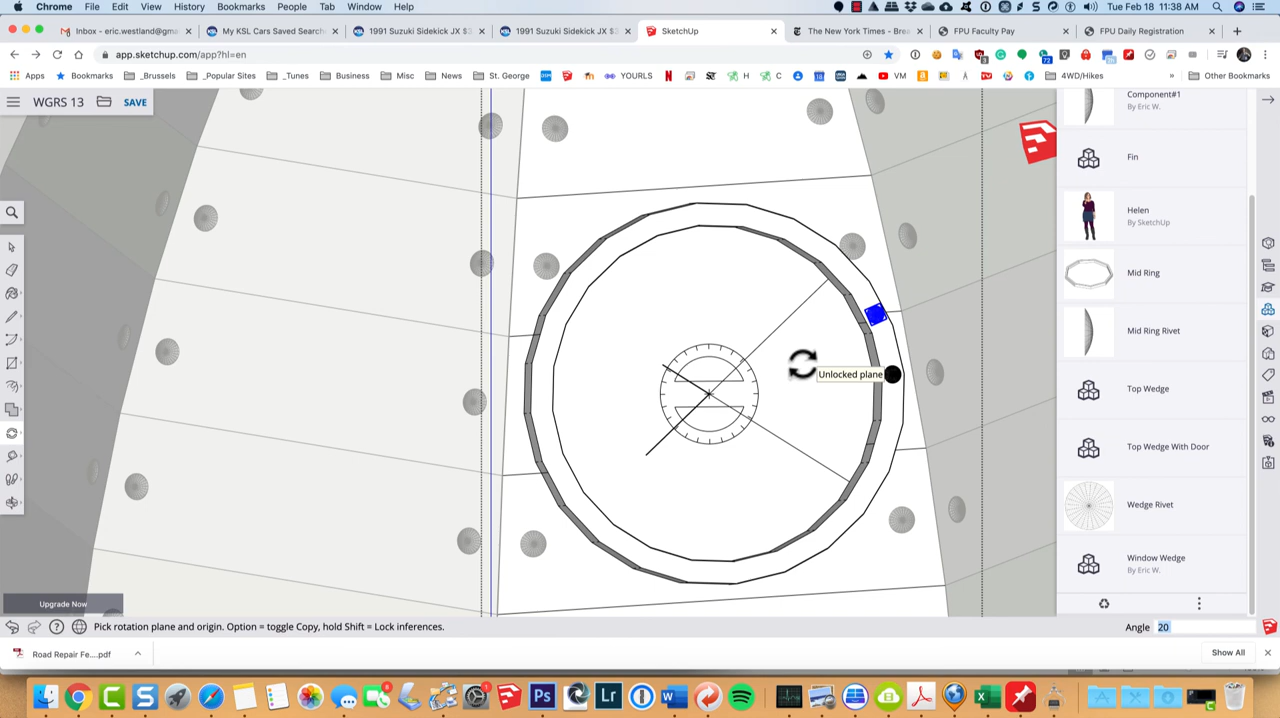 Chrome File Edit View History Bookmarks People Tab Window Help Tue Feb 18 11:38 AM
Inbox - eric.westland@gma My KSL Cars Saved Searc 1991 Suzuki Sidekick JX $3 1991 Suzuki Sidekick JX $3 SketchUp The New York Times - Brea FPU Faculty Pay FPU Daily Registration
app.sketchup.com/app?hl=en
Apps Bookmarks _Brussels _Popular Sites _Tunes Business Misc News St. George YOURLS H C VM 4WD/Hikes » Other Bookmarks
WGRS 13 SAVE
Component#1
By Eric W.
Fin
Helen
By SketchUp
Mid Ring
Mid Ring Rivet
Unlocked plane
Top Wedge
Top Wedge With Door
Wedge Rivet
Window Wedge
By Eric W.
Upgrade Now
Pick rotation plane and origin. Option = toggle Copy, hold Shift = Lock inferences. Angle 20
Road Repair Fe....pdf Show All